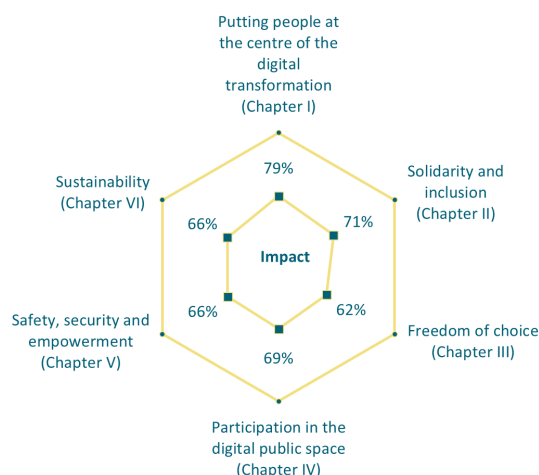 Putting people at
the centre of the
digital
transformation
(Chapter I)
79%
Solidarity and
inclusion
(Chapter II)
71%
Sustainability
(Chapter VI)
66%
Impact
Safety, security and
empowerment
(Chapter V)
66%
62%
Freedom of choice
(Chapter III)
69%
Participation in the
digital public space
(Chapter IV)